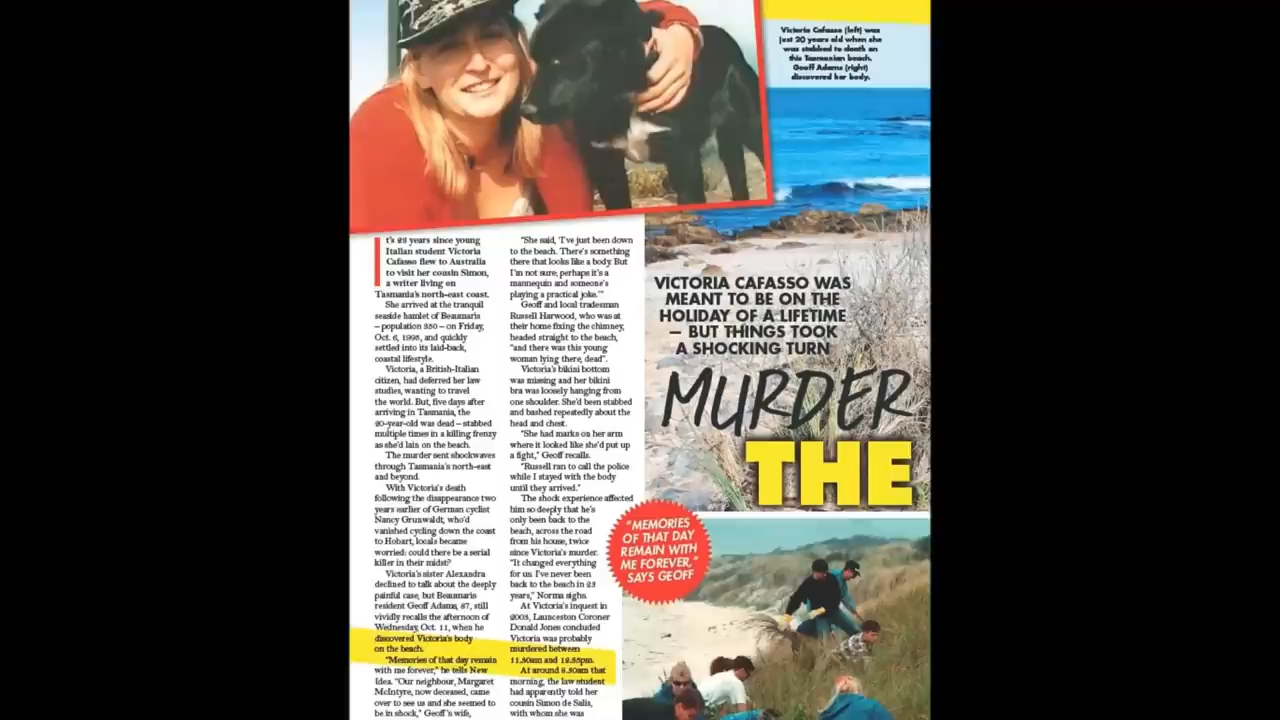 Victoria Cafasso (left) was
just 20 years old when she
was stabbed to death on
this Tasmanian beach.
Geoff Adams (right)
discovered her body.
It's 23 years since young
Italian student Victoria
Cafasso flew to Australia
to visit her cousin Simon,
a writer living on
Tasmania's north-east coast.
She arrived at the tranquil
seaside hamlet of Beaumaris
– population 350 – on Friday,
Oct. 6, 1995, and quickly
settled into its laid-back,
coastal lifestyle.
Victoria, a British-Italian
citizen, had deferred her law
studies, wanting to travel
the world. But, five days after
arriving in Tasmania, the
20-year-old was dead – stabbed
multiple times in a killing frenzy
as she'd lain on the beach.
The murder sent shockwaves
through Tasmania's north-east
and beyond.
With Victoria's death
following the disappearance two
years earlier of German cyclist
Nancy Grunwaldt, who'd
vanished cycling down the coast
to Hobart, locals became
worried: could there be a serial
killer in their midst?
Victoria's sister Alexandra
declined to talk about the deeply
painful case, but Beaumaris
resident Geoff Adams, 87, still
vividly recalls the afternoon of
Wednesday, Oct. 11, when he
discovered Victoria's body
on the beach.
"Memories of that day remain
with me forever," he tells New
Idea. "Our neighbour, Margaret
McIntyre, now deceased, came
over to see us and she seemed to
be in shock," Geoff's wife,
"She said, 'I've just been down
to the beach. There's something
there that looks like a body. But
I'm not sure; perhaps it's a
mannequin and someone's
playing a practical joke.'"
Geoff and local tradesman
Russell Harwood, who was at
their home fixing the chimney,
headed straight to the beach,
"and there was this young
woman lying there, dead".
Victoria's bikini bottom
was missing and her bikini
bra was loosely hanging from
one shoulder. She'd been stabbed
and bashed repeatedly about the
head and chest.
"She had marks on her arm
where it looked like she'd put up
a fight," Geoff recalls.
"Russell ran to call the police
while I stayed with the body
until they arrived."
The shock experience affected
him so deeply that he's
only been back to the
beach, across the road
from his house, twice
since Victoria's murder.
"It changed everything
for us. I've never been
back to the beach in 23
years," Norma sighs.
At Victoria's inquest in
2003, Launceston Coroner
Donald Jones concluded
Victoria was probably
murdered between
11.30am and 12.35pm.
At around 8.30am that
morning, the law student
had apparently told her
cousin Simon de Salis,
with whom she was
VICTORIA CAFASSO WAS
MEANT TO BE ON THE
HOLIDAY OF A LIFETIME
– BUT THINGS TOOK
A SHOCKING TURN
MURDER
THE
"MEMORIES
OF THAT DAY
REMAIN WITH
ME FOREVER,"
SAYS GEOFF